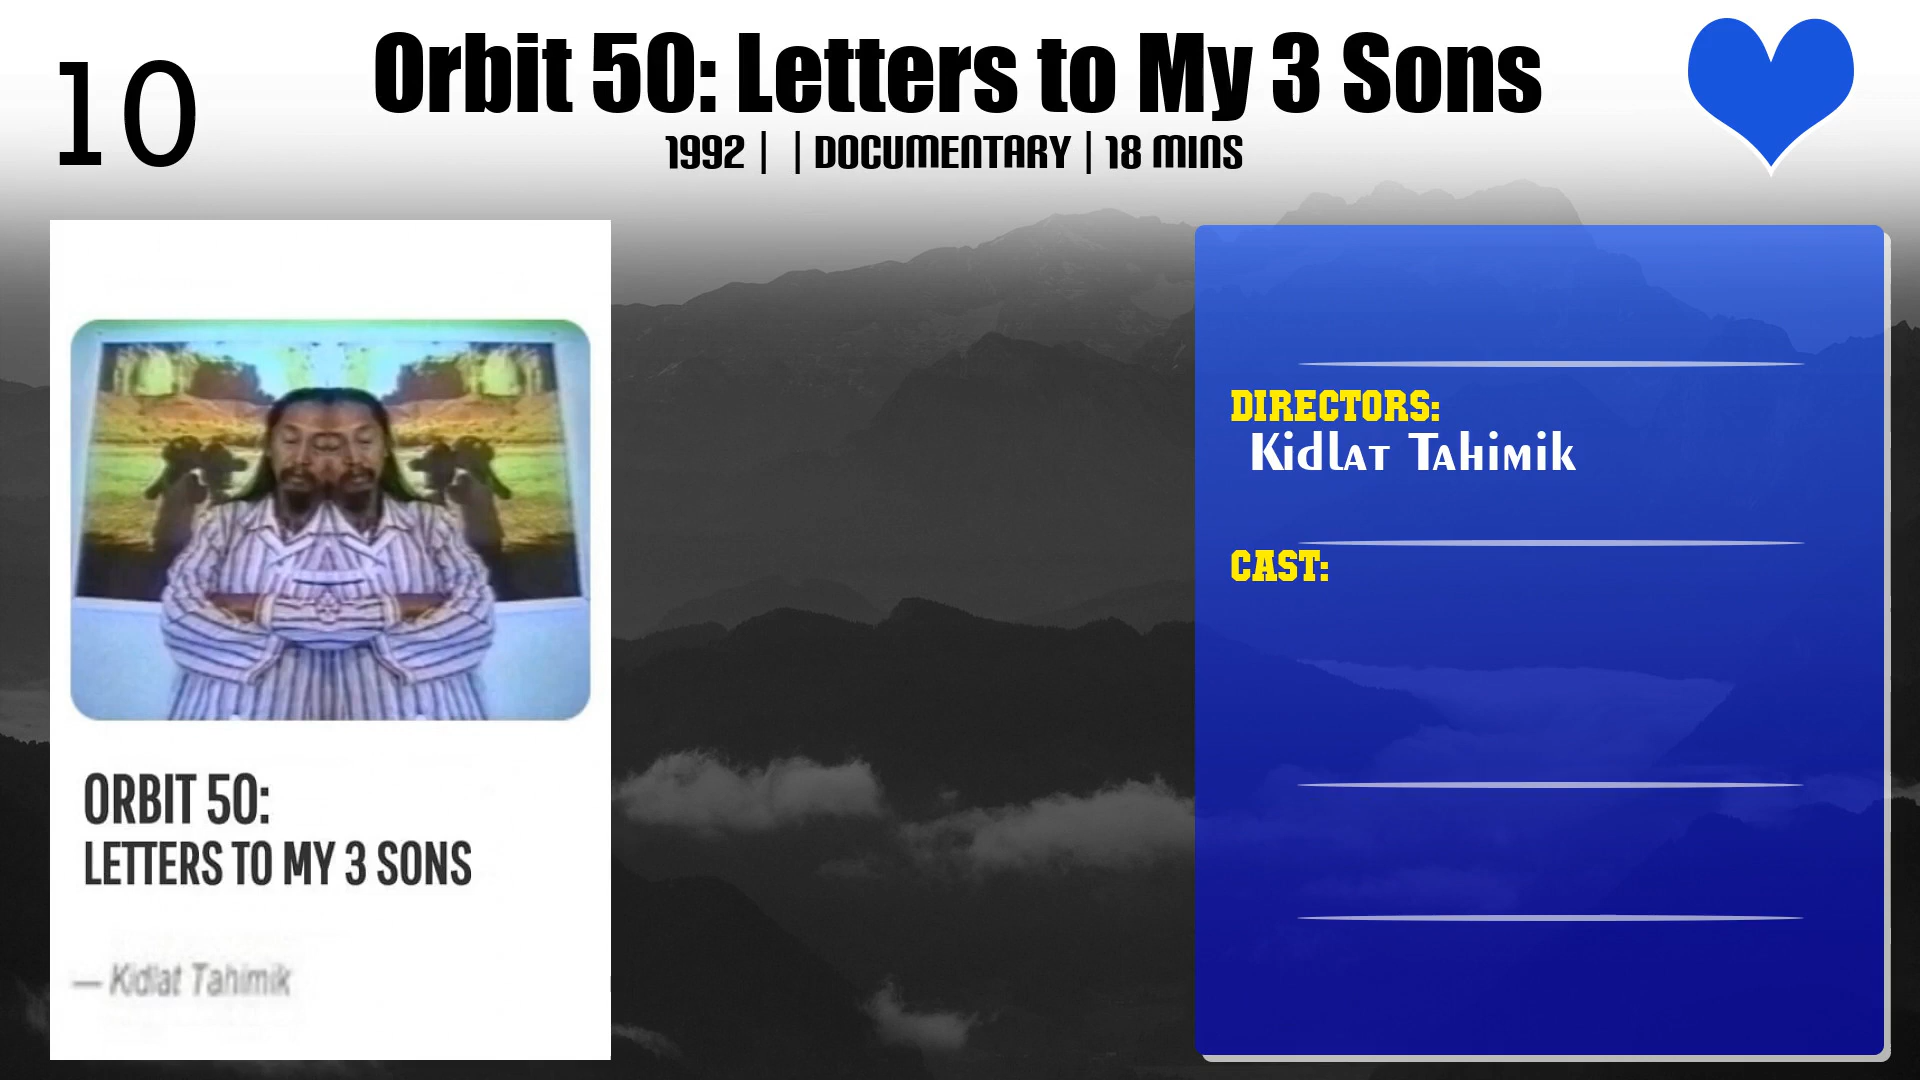 10
Orbit 50: Letters to My 3 Sons
1992 | | DOCUMENTARY | 18 MINS
ORBIT 50:
LETTERS TO MY 3 SONS
— Kidlat Tahimik
DIRECTORS:
Kidlat Tahimik
CAST: